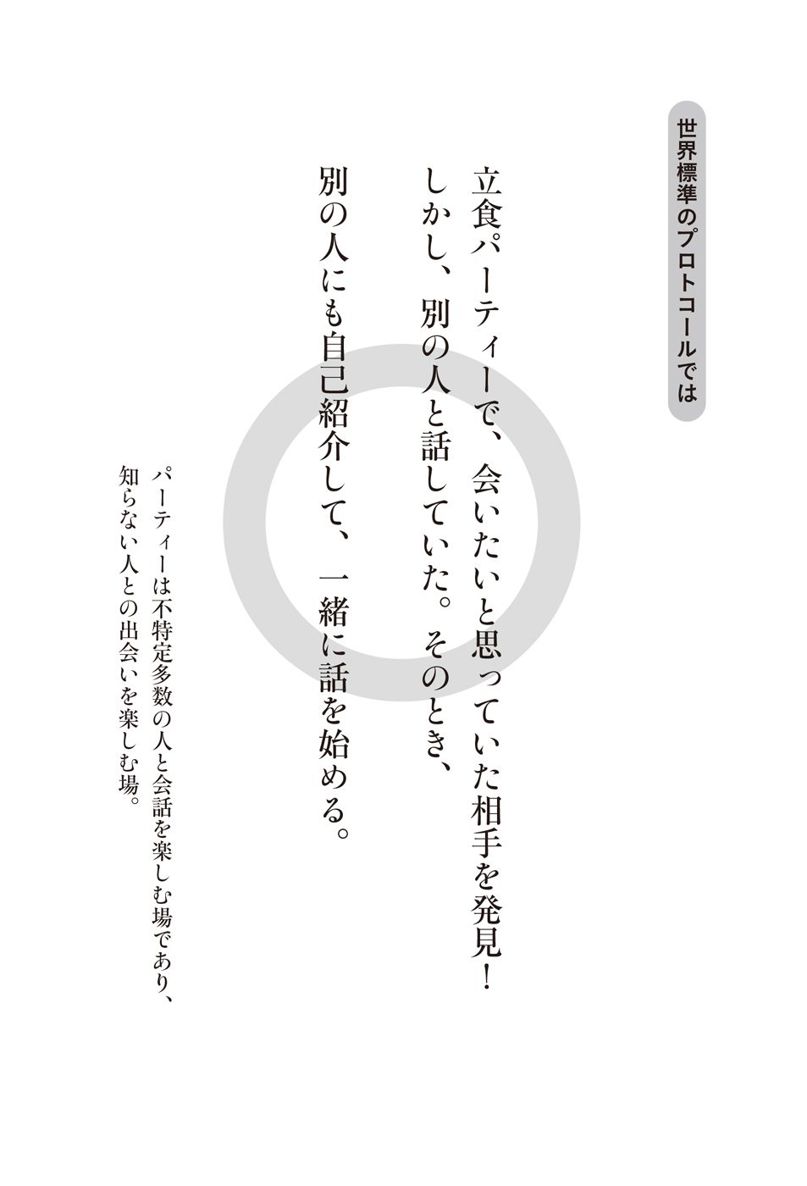 世界標準のプロトコールでは
立食パーティーで、会いたいと思っていた相手を発見！
しかし、別の人と話していた。そのとき、
別の人にも自己紹介して、一緒に話を始める。
パーティーは不特定多数の人と会話を楽しむ場であり、
知らない人との出会いを楽しむ場。